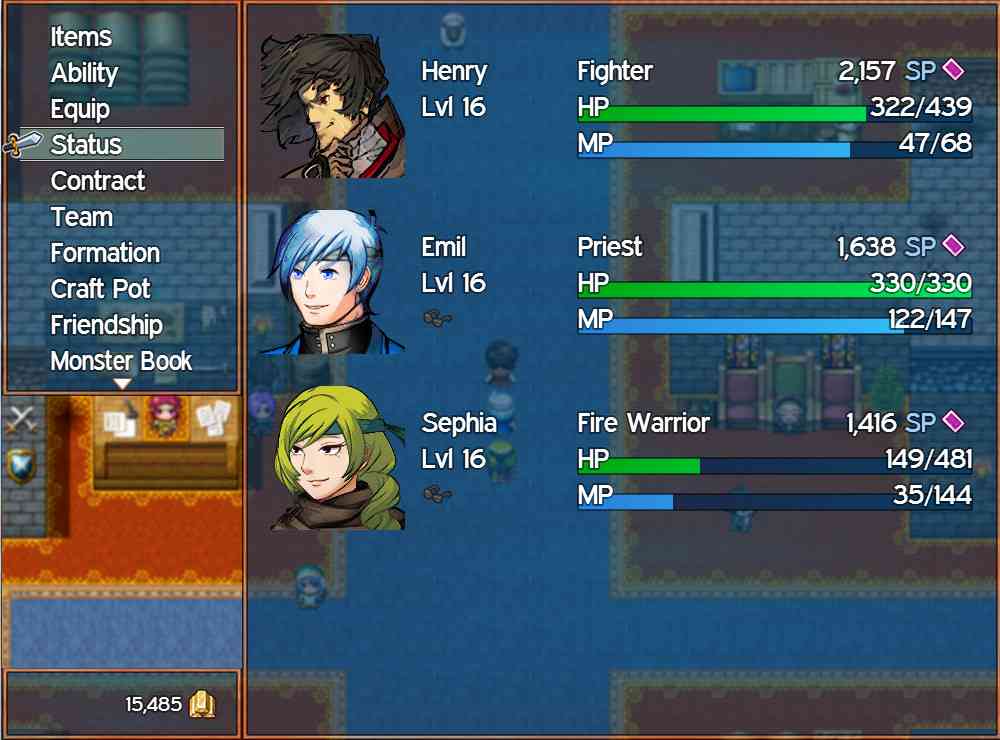 Items
Ability
Equip
Status
Contract
Team
Formation
Craft Pot
Friendship
Monster Book
15,485
Henry Fighter 2,157 SP
Lvl 16 HP 322/439
MP 47/68
Emil Priest 1,638 SP
Lvl 16 HP 330/330
MP 122/147
Sephia Fire Warrior 1,416 SP
Lvl 16 HP 149/481
MP 35/144